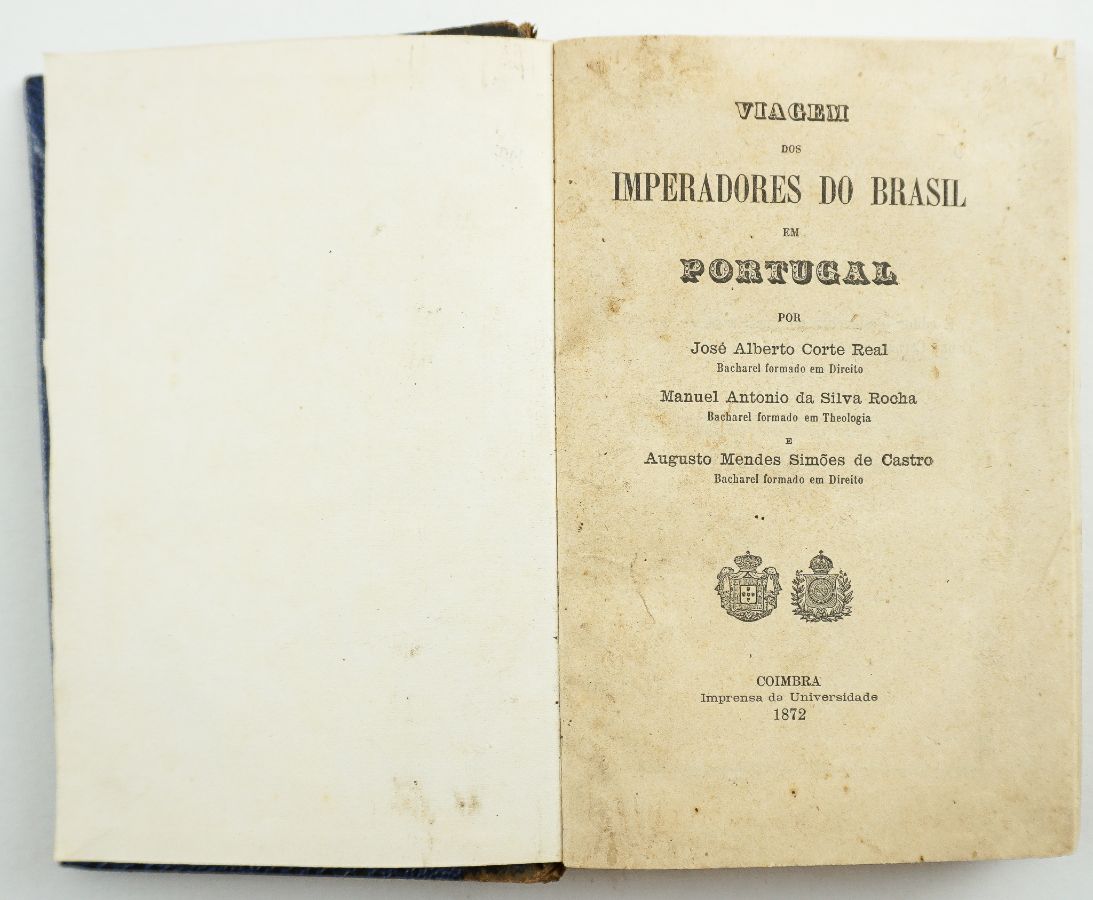 VIAGEM
DOS
IMPERADORES DO BRASIL
EM
PORTUGAL
POR
José Alberto Corte Real
Bacharel formado em Direito
Manuel Antonio da Silva Rocha
Bacharel formado em Theologia
E
Augusto Mendes Simões de Castro
Bacharel formado em Direito
COIMBRA
Imprensa da Universidade
1872